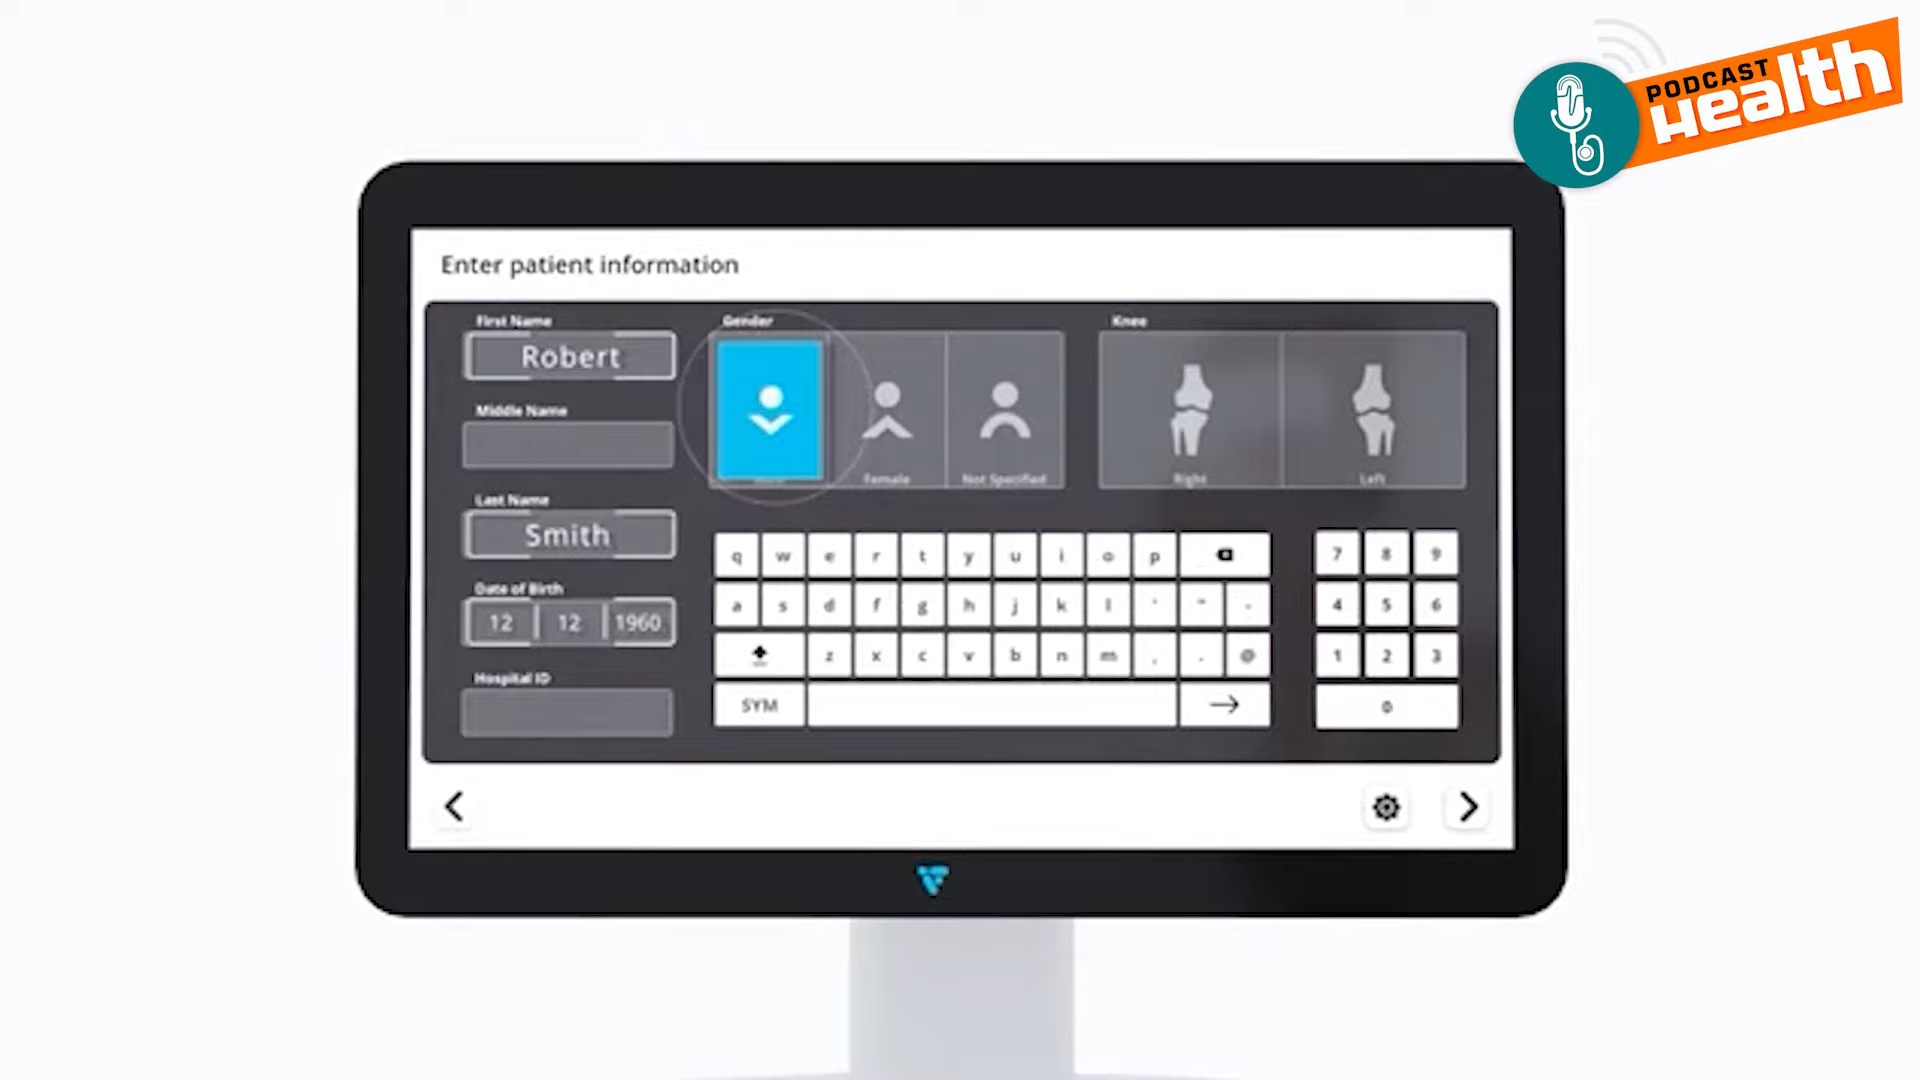 PODCAST
Health
Enter patient information
First Name
Robert
Middle Name
Last Name
Smith
Date of Birth
12 12 1960
Hospital ID
Gender
Female
Not Specified
Knee
Right
Left
q w e r t y u i o p
a s d f g h j k l ' " -
z x c v b n m , . @
SYM
7 8 9
4 5 6
1 2 3
0